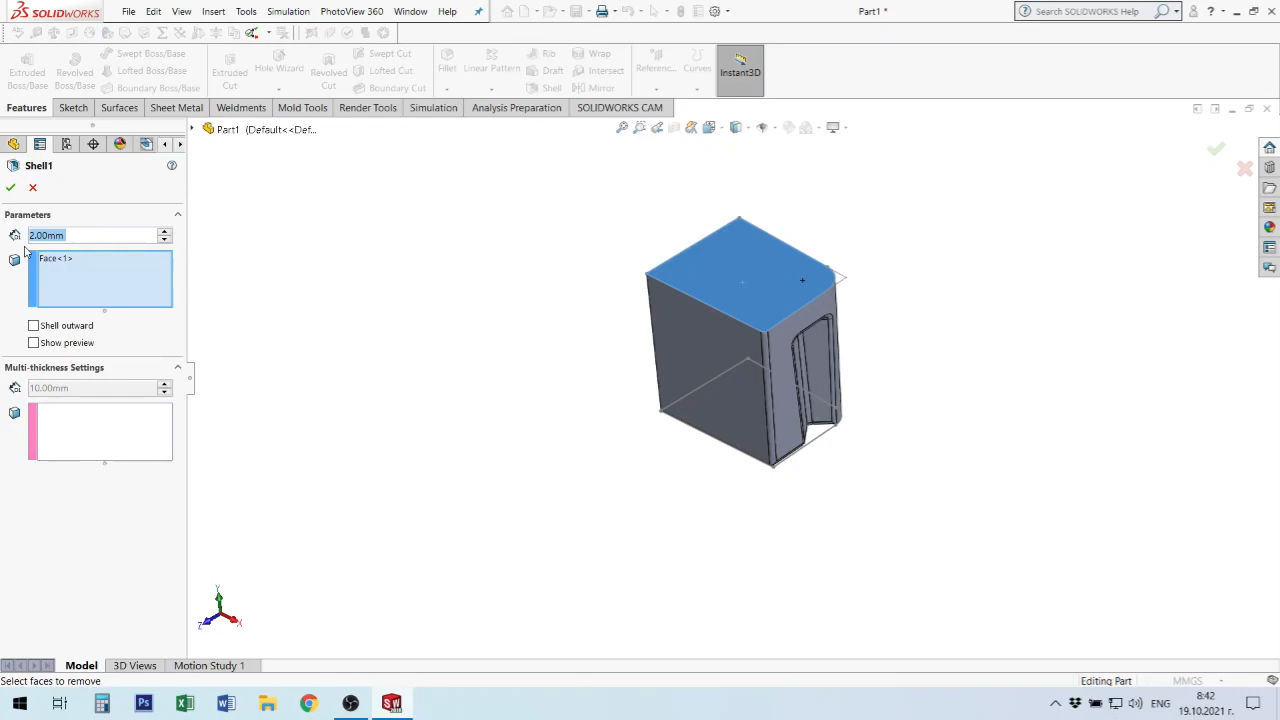 SOLIDWORKS File Edit View Insert Tools Simulation PhotoView 360 Window Help Part1 * Search SOLIDWORKS Help
Extruded Boss/Base
Revolved Boss/Base
Swept Boss/Base
Lofted Boss/Base
Boundary Boss/Base
Extruded Cut
Hole Wizard
Revolved Cut
Swept Cut
Lofted Cut
Boundary Cut
Fillet
Linear Pattern
Rib
Draft
Shell
Wrap
Intersect
Mirror
Referenc...
Curves
Instant3D
Features Sketch Surfaces Sheet Metal Weldments Mold Tools Render Tools Simulation Analysis Preparation SOLIDWORKS CAM
Part1 (Default<<Def...
Shell1
Parameters
2.00mm
Face<1>
Shell outward
Show preview
Multi-thickness Settings
10.00mm
Y
Z
X
Model 3D Views Motion Study 1
Select faces to remove Editing Part MMGS
ENG 8:42
19.10.2021 г.